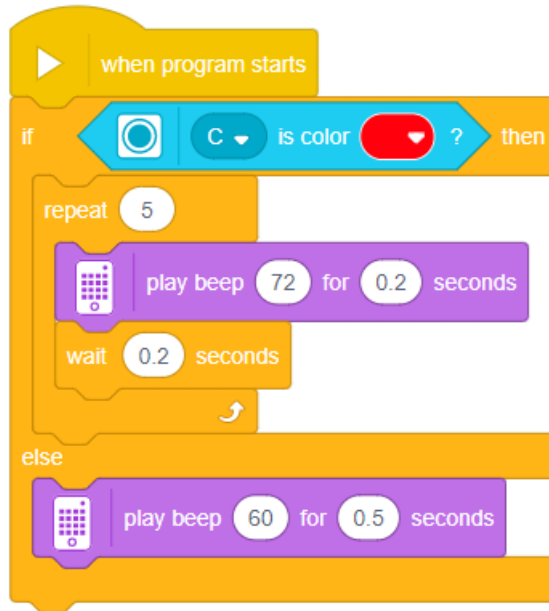 when program starts
if C is color ? then
repeat 5
play beep 72 for 0.2 seconds
wait 0.2 seconds
else
play beep 60 for 0.5 seconds